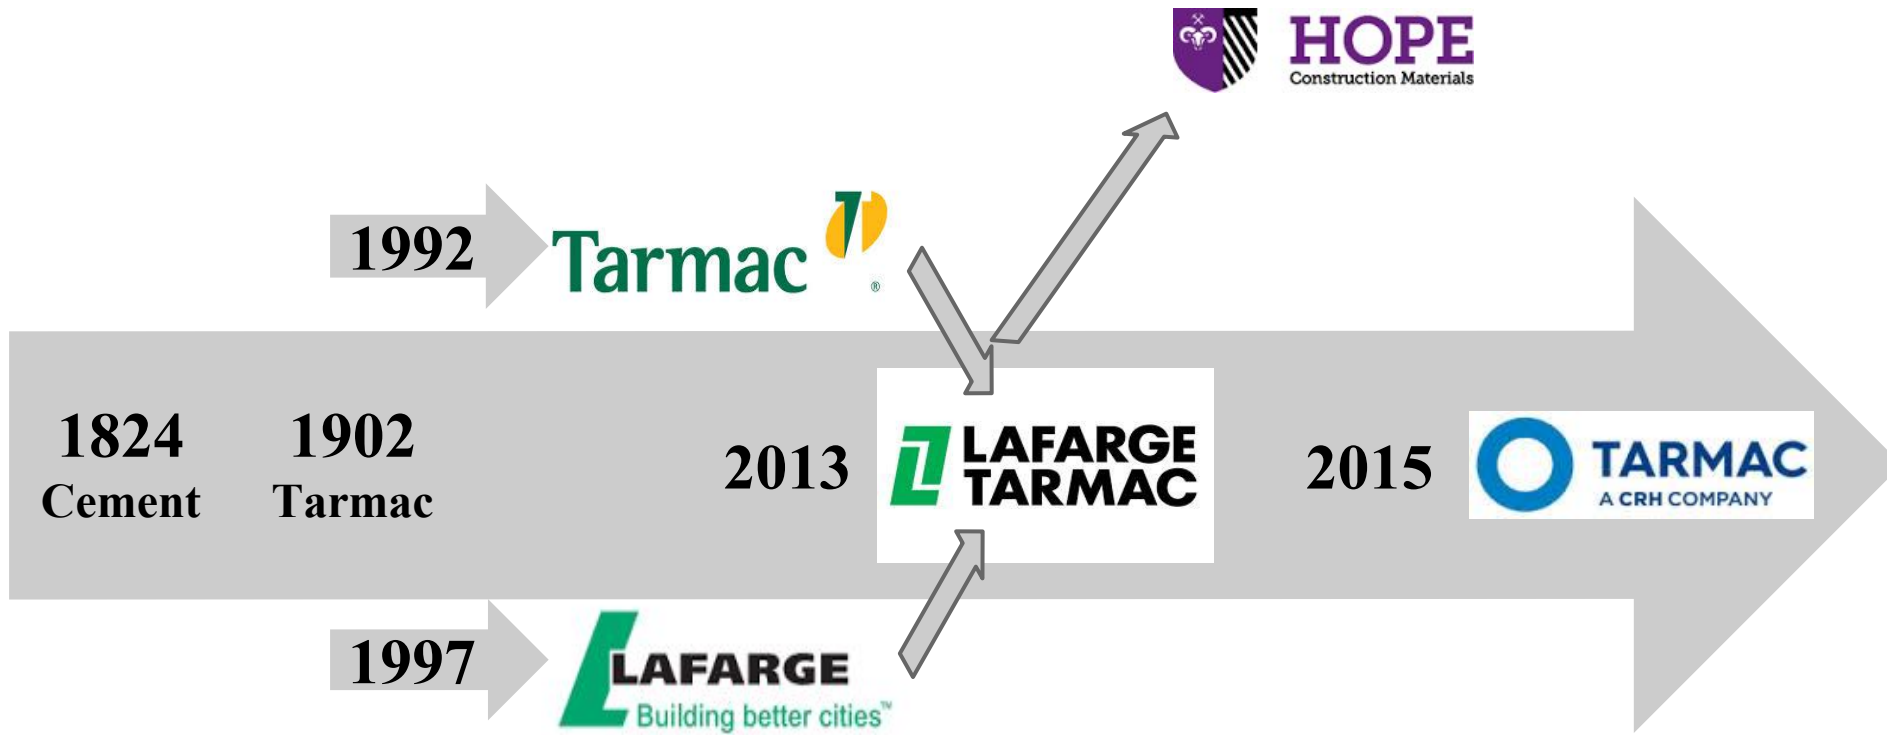 HOPE
Construction Materials
1992
Tarmac
®
1824
Cement
1902
Tarmac
2013
LAFARGE
TARMAC
2015
TARMAC
A CRH COMPANY
1997
LAFARGE
Building better cities™